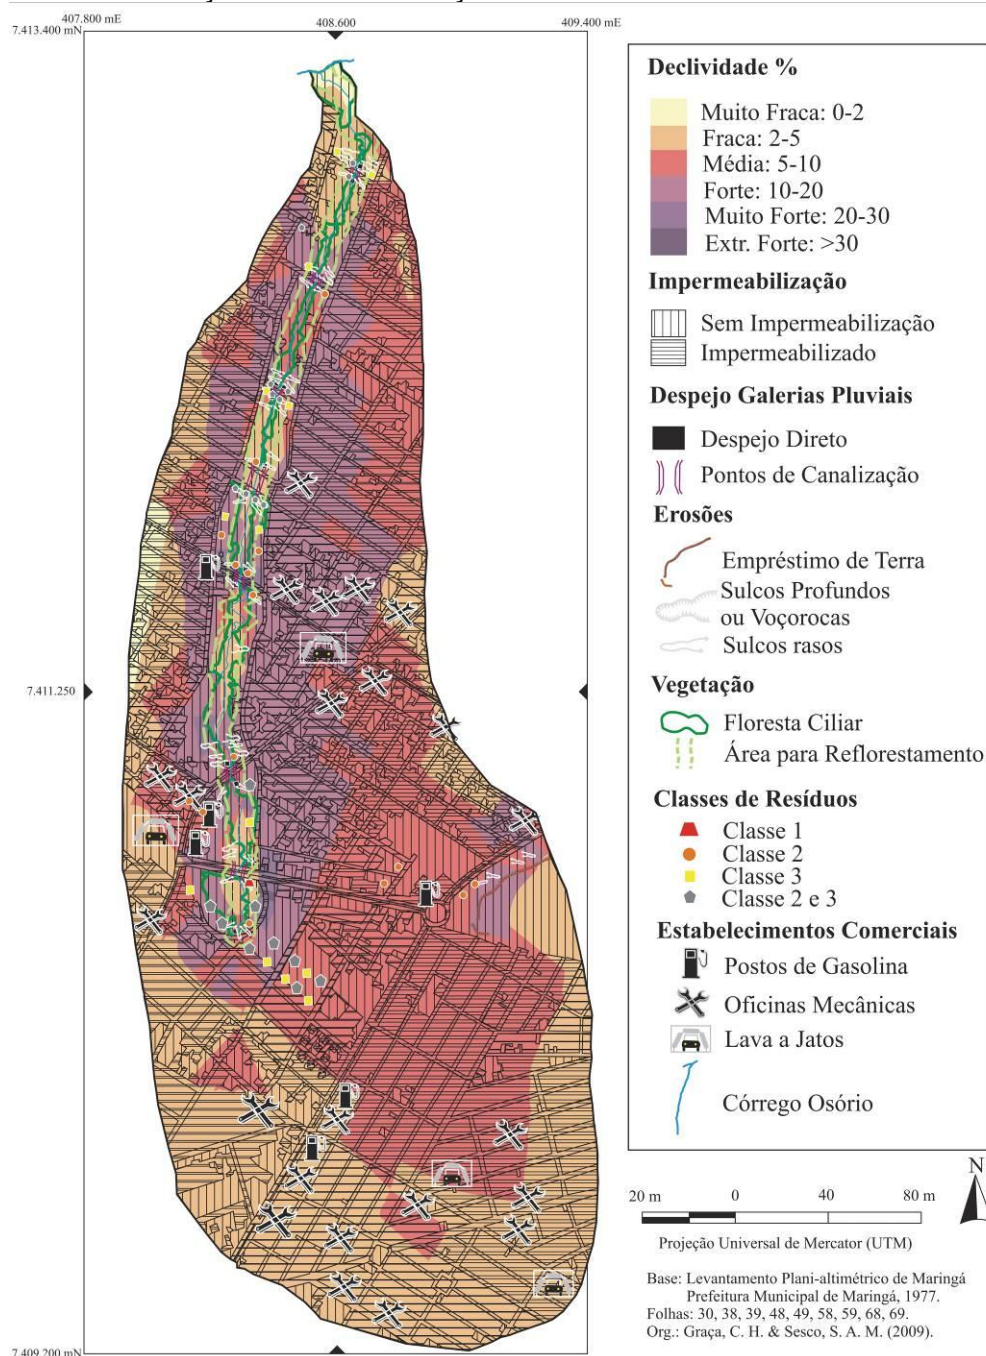 407.800 mE
408.600
409.400 mE
7.413.400 mN
7.411.250
7.409.200 mN
Declividade %
Muito Fraca: 0-2
Fraca: 2-5
Média: 5-10
Forte: 10-20
Muito Forte: 20-30
Extr. Forte: >30
Impermeabilização
Sem Impermeabilização
Impermeabilizado
Despejo Galerias Pluviais
Despejo Direto
Pontos de Canalização
Erosões
Empréstimo de Terra
Sulcos Profundos
ou Voçorocas
Sulcos rasos
Vegetação
Floresta Ciliar
Área para Reflorestamento
Classes de Resíduos
Classe 1
Classe 2
Classe 3
Classe 2 e 3
Estabelecimentos Comerciais
Postos de Gasolina
Oficinas Mecânicas
Lava a Jatos
Córrego Osório
N
20 m 0 40 80 m
Projeção Universal de Mercator (UTM)
Base: Levantamento Plani-altimétrico de Maringá
Prefeitura Municipal de Maringá, 1977.
Folhas: 30, 38, 39, 48, 49, 58, 59, 68, 69.
Org.: Graça, C. H. & Sesco, S. A. M. (2009).